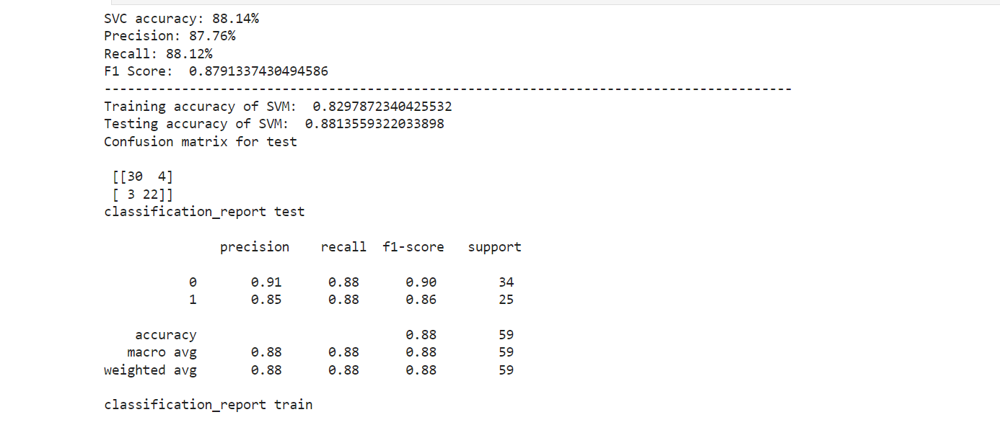 SVC accuracy: 88.14%
Precision: 87.76%
Recall: 88.12%
F1 Score:  0.8791337430494586
-----------------------------------------------------------------------------------------
Training accuracy of SVM:  0.8297872340425532
Testing accuracy of SVM:  0.8813559322033898
Confusion matrix for test
[[30  4]
[ 3 22]]
classification_report test
precision    recall  f1-score   support
0       0.91      0.88      0.90        34
1       0.85      0.88      0.86        25
accuracy                           0.88        59
macro avg       0.88      0.88      0.88        59
weighted avg       0.88      0.88      0.88        59
classification_report train